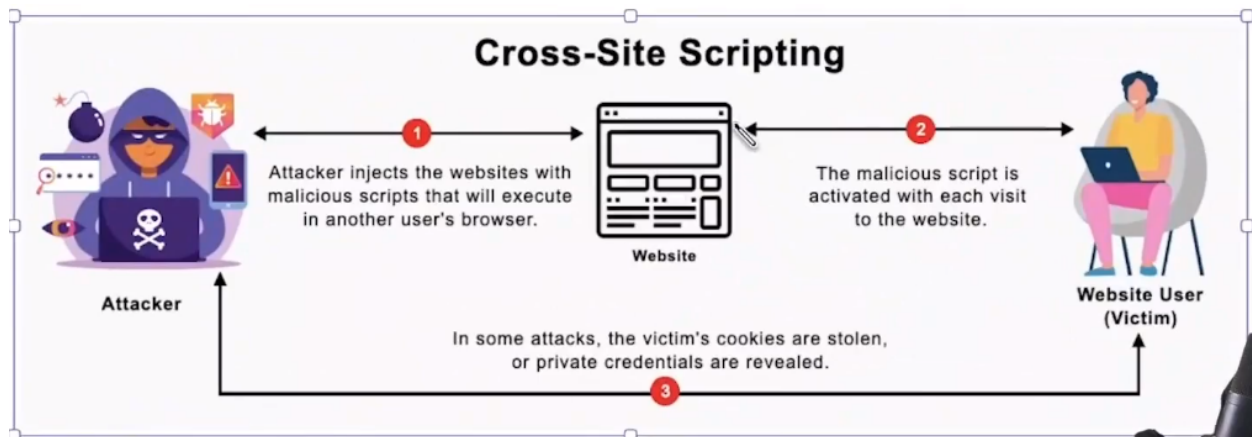 Cross-Site Scripting
1
Attacker injects the websites with
malicious scripts that will execute
in another user's browser.
2
The malicious script is
activated with each visit
to the website.
Website
Attacker
Website User
(Victim)
In some attacks, the victim's cookies are stolen,
or private credentials are revealed.
3